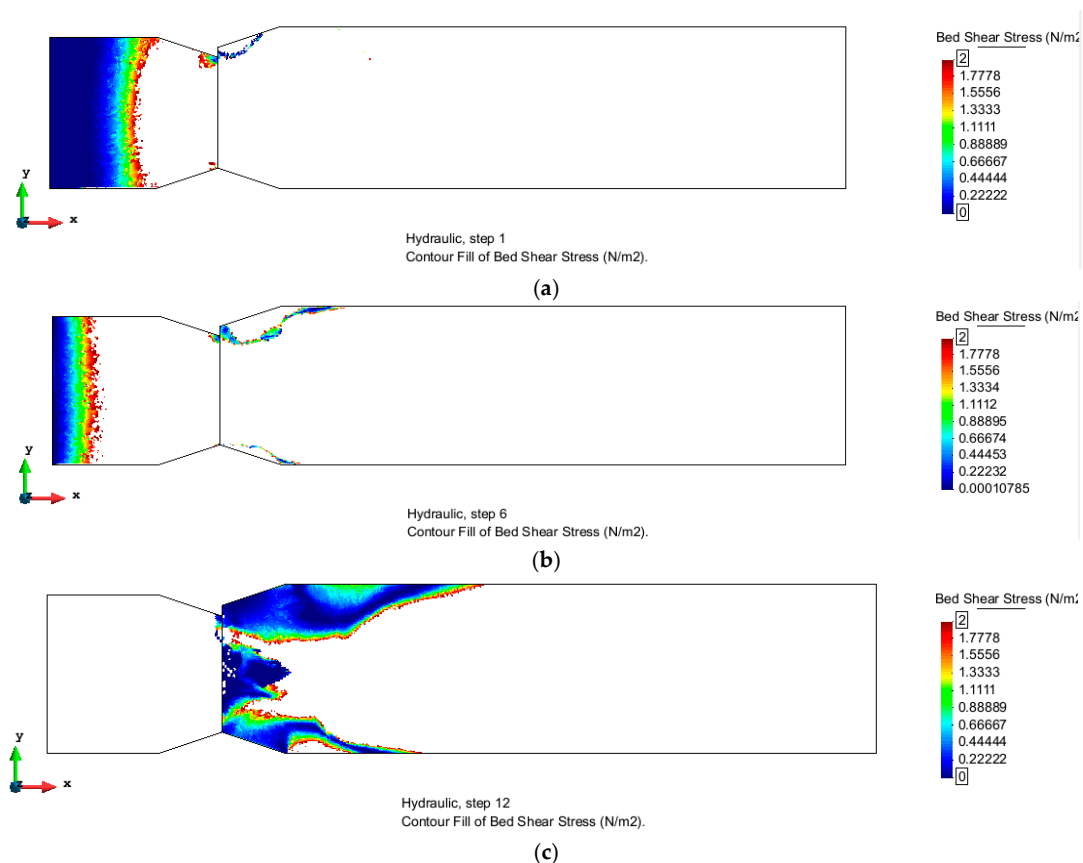 Bed Shear Stress (N/m2
2
1.7778
1.5556
1.3333
1.1111
0.88889
0.66667
0.44444
0.22222
0
y
z x
Hydraulic, step 1
Contour Fill of Bed Shear Stress (N/m2).
(a)
Bed Shear Stress (N/m2
2
1.7778
1.5556
1.3334
1.1112
0.88895
0.66674
0.44453
0.22232
0.00010785
y
z x
Hydraulic, step 6
Contour Fill of Bed Shear Stress (N/m2).
(b)
Bed Shear Stress (N/m2
2
1.7778
1.5556
1.3333
1.1111
0.88889
0.66667
0.44444
0.22222
0
y
z x
Hydraulic, step 12
Contour Fill of Bed Shear Stress (N/m2).
(c)